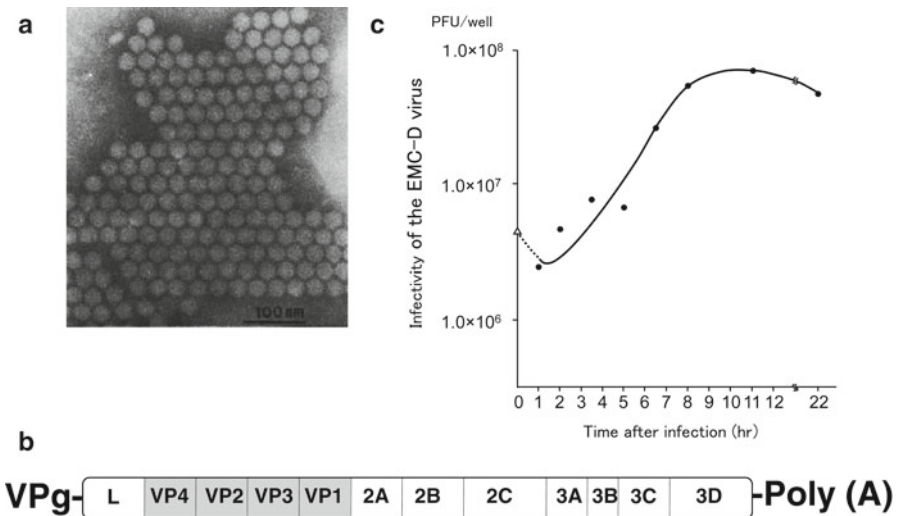 a
100 nm
c
PFU/well
1.0×10⁸
1.0×10⁷
1.0×10⁶
Infectivity of the EMC-D virus
0 1 2 3 4 5 6 7 8 9 10 11 12 22
Time after infection (hr)
b
VPg- L VP4 VP2 VP3 VP1 2A 2B 2C 3A 3B 3C 3D -Poly (A)